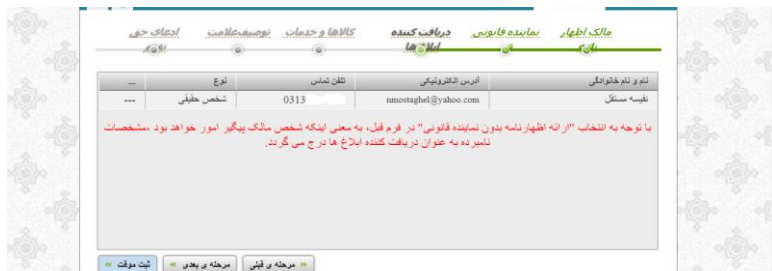 مالک اظهار نماینده قانونی دریافت کننده کالاها و خدمات توصیف‌علامت ادعای حق
نامه ابلاغ ها تقدم
نام و نام خانوادگی آدرس الکترونیکی تلفن تماس نوع ...
نفیسه مستقل nmostaghel@yahoo.com 0313 شخص حقیقی ---
با توجه به انتخاب "ارائه اظهارنامه بدون نماینده قانونی" در فرم قبل، به معنی اینکه شخص مالک پیگیر امور خواهد بود ،مشخصات
نامبرده به عنوان دریافت کننده ابلاغ ها درج می گردد.
« مرحله ی قبلی مرحله ی بعدی » ثبت موقت »